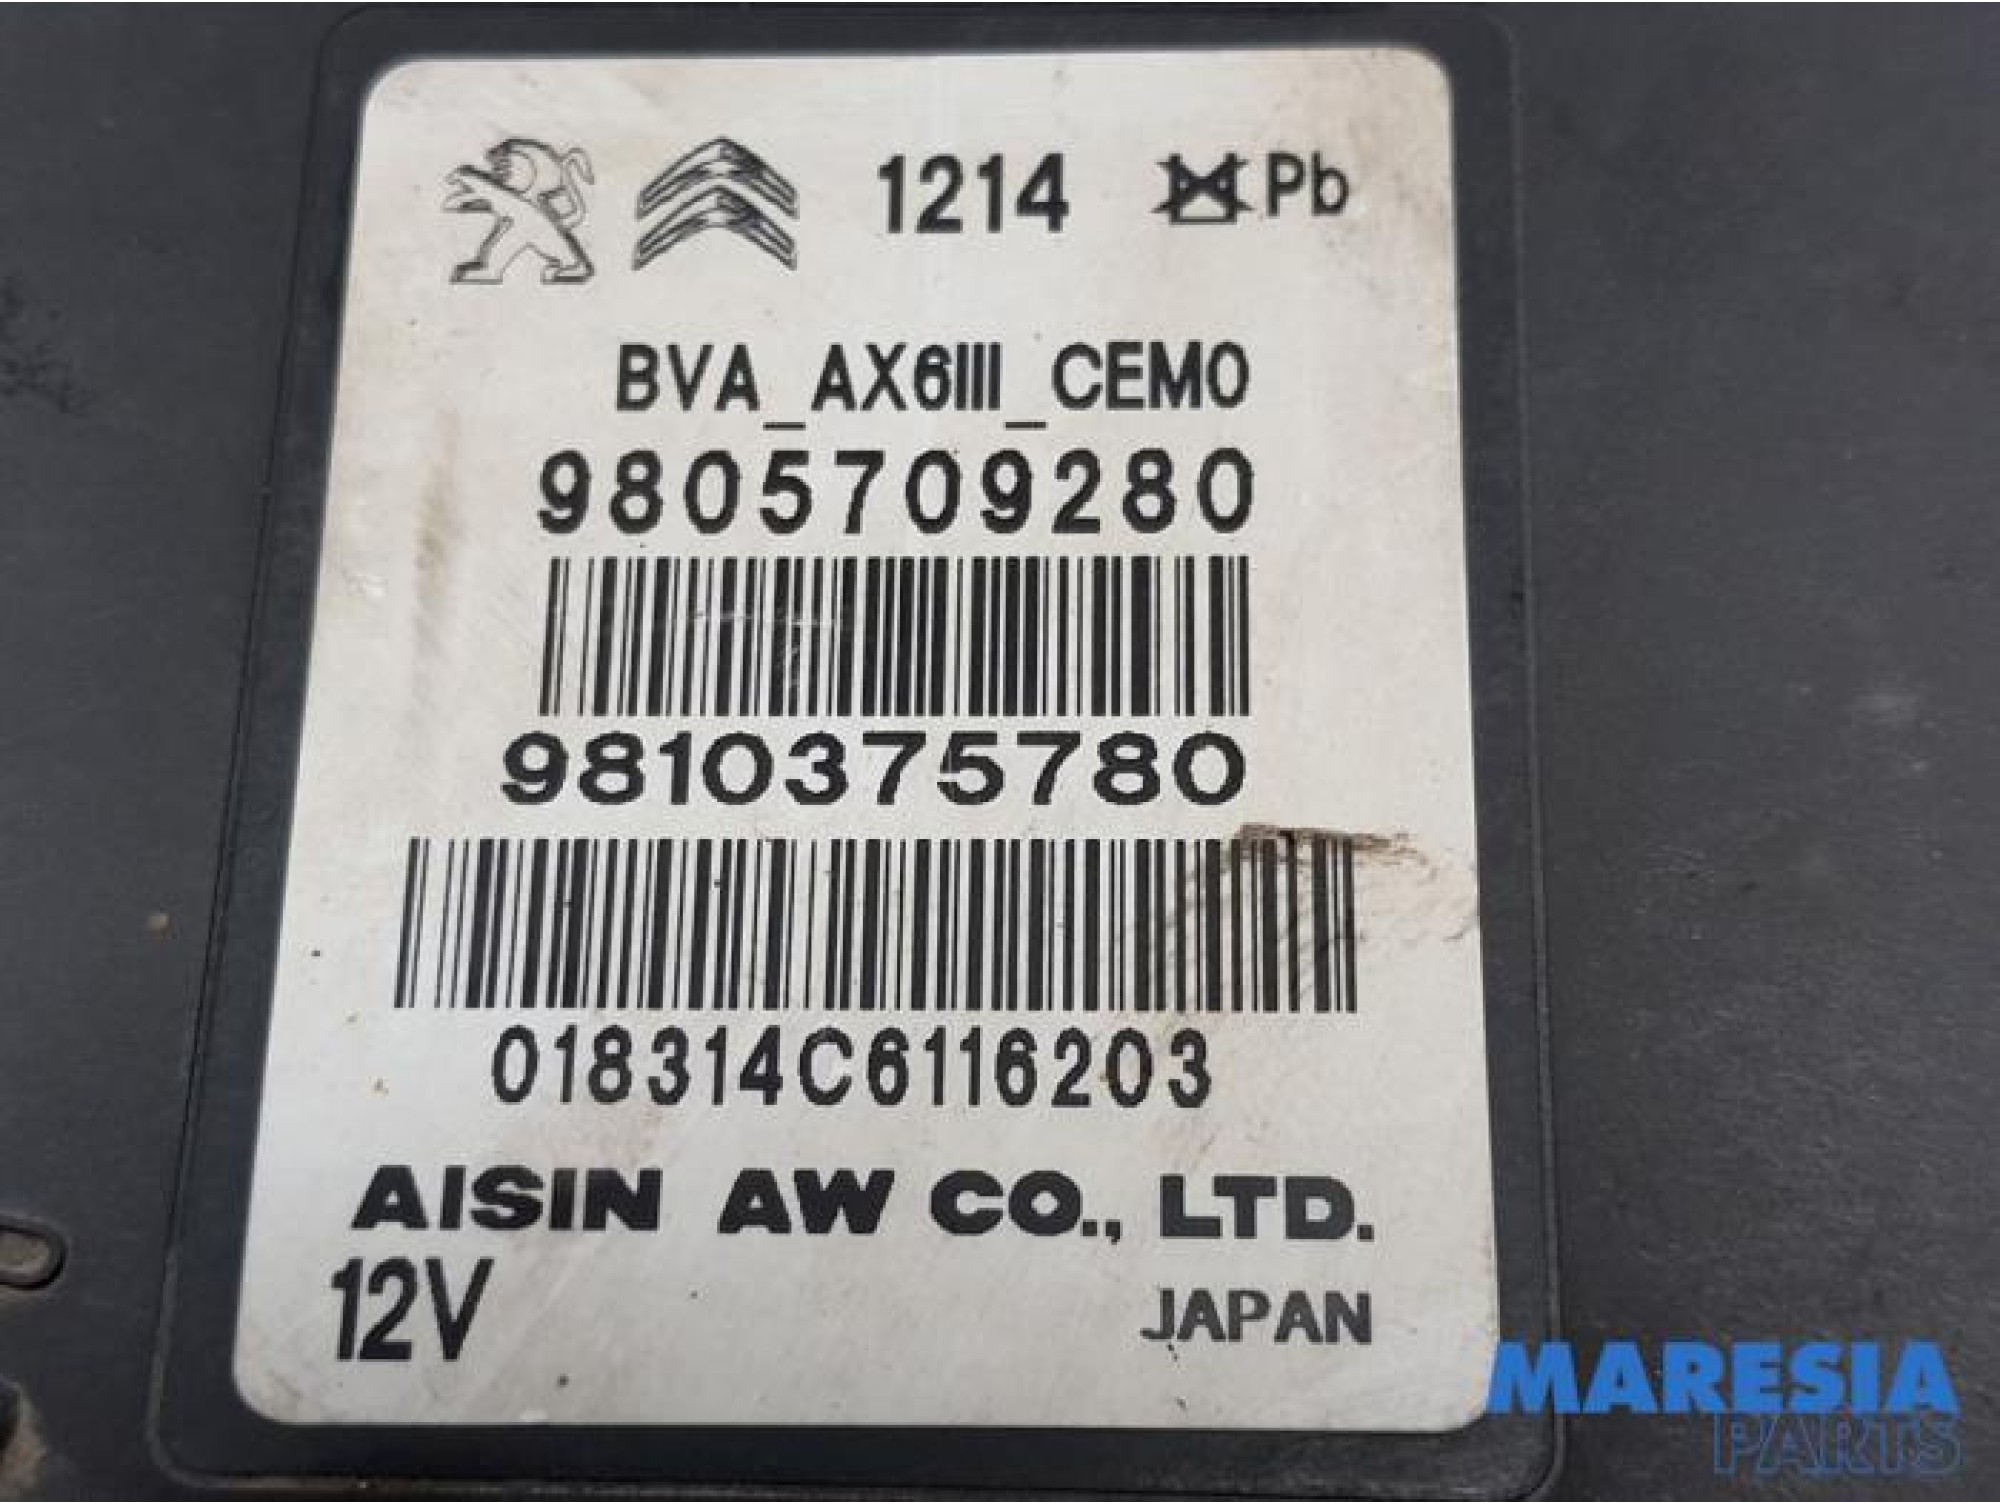 1214 Pb
BVA_AX6III_CEM0
9805709280
9810375780
018314C6116203
AISIN AW CO., LTD.
12V
JAPAN
MARESIA
PARTS